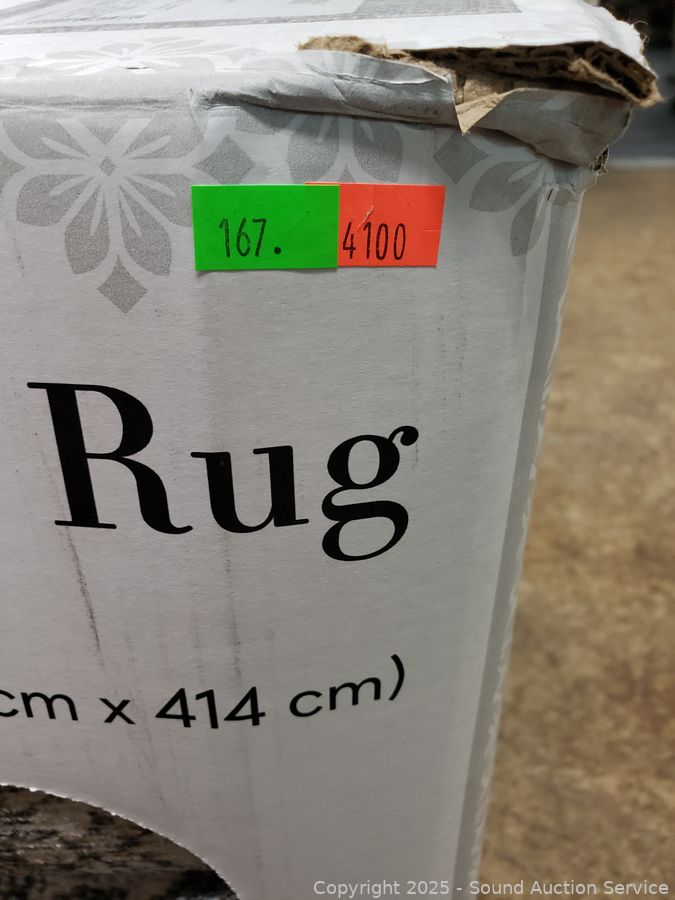 167. 4100
Rug
cm x 414 cm)
Copyright 2025 - Sound Auction Service